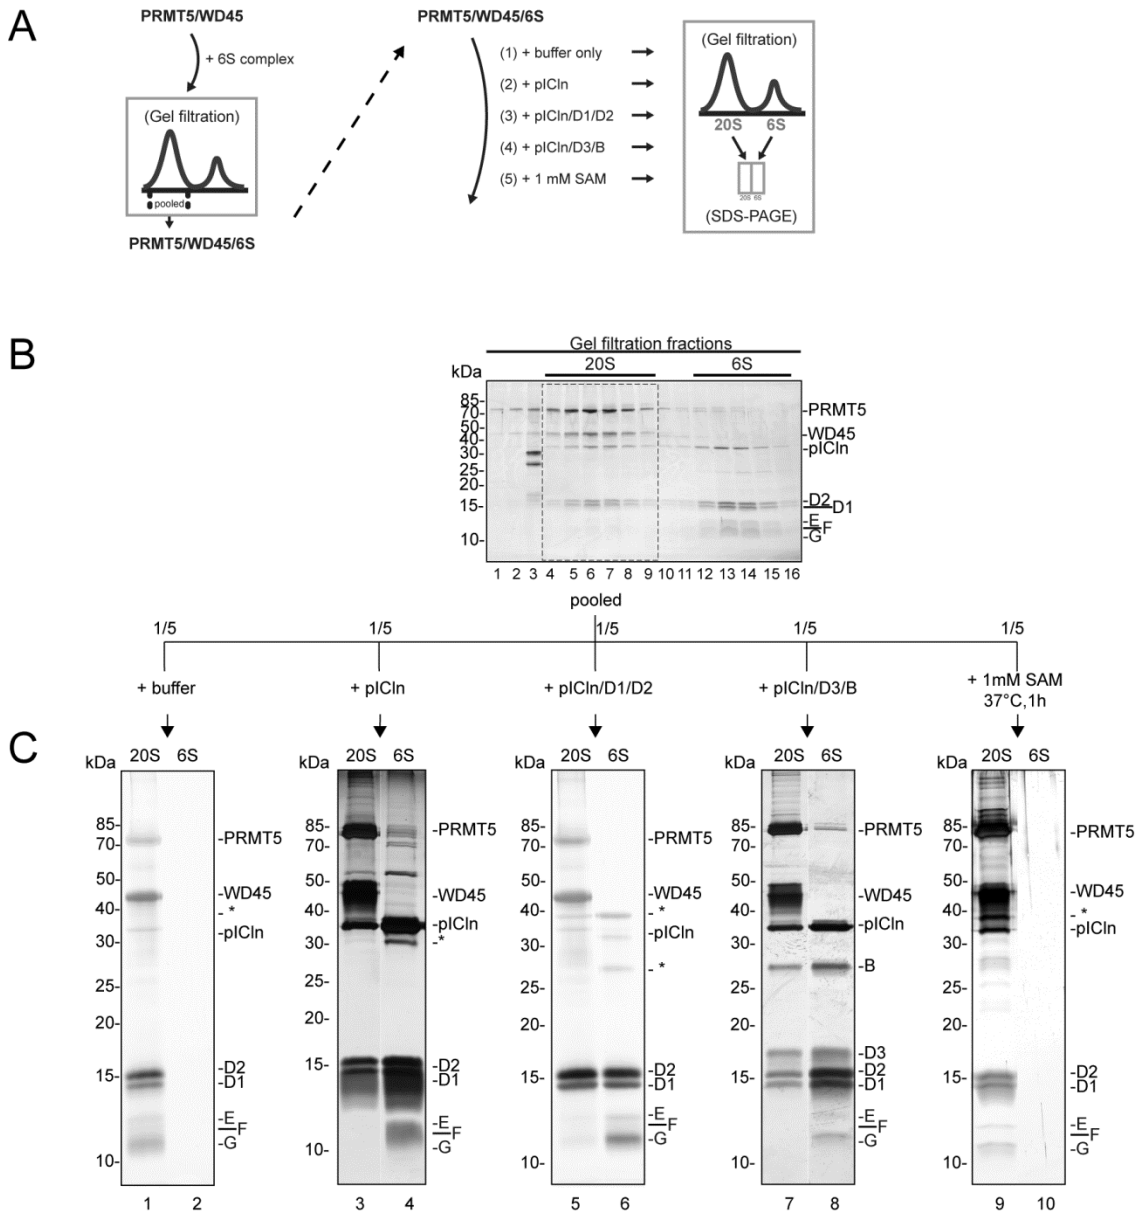 A
PRMT5/WD45
+ 6S complex
(Gel filtration)
pooled
PRMT5/WD45/6S
PRMT5/WD45/6S
(1) + buffer only
(2) + pICln
(3) + pICln/D1/D2
(4) + pICln/D3/B
(5) + 1 mM SAM
(Gel filtration)
20S 6S
20S 6S
(SDS-PAGE)
B
Gel filtration fractions
20S 6S
kDa
85-
70-
50-
40-
30-
25-
20-
15-
10-
-PRMT5
-WD45
-pICln
-D2
D1
-E
F
-G
1 2 3 4 5 6 7 8 9 10 11 12 13 14 15 16
pooled
1/5 1/5 1/5 1/5 1/5
+ buffer
+ pICln
+ pICln/D1/D2
+ pICln/D3/B
+ 1mM SAM
37°C,1h
C
kDa 20S 6S
85-
70-
50-
40-
30-
25-
20-
15-
10-
-PRMT5
-WD45
- *
-pICln
-D2
-D1
-E
F
-G
1 2
kDa 20S 6S
85-
70-
50-
40-
30-
25-
20-
15-
10-
-PRMT5
-WD45
-pICln
-*
-D2
-D1
-E
F
-G
3 4
kDa 20S 6S
85-
70-
50-
40-
30-
25-
20-
15-
10-
-PRMT5
-WD45
- *
-pICln
- *
-D2
-D1
-E
F
-G
5 6
kDa 20S 6S
85-
70-
50-
40-
30-
25-
20-
15-
10-
-PRMT5
-WD45
-pICln
-B
-D3
-D2
-D1
-E
F
-G
7 8
kDa 20S 6S
85-
70-
50-
40-
30-
25-
20-
15-
10-
-PRMT5
-WD45
- *
-pICln
-D2
-D1
-E
F
-G
9 10